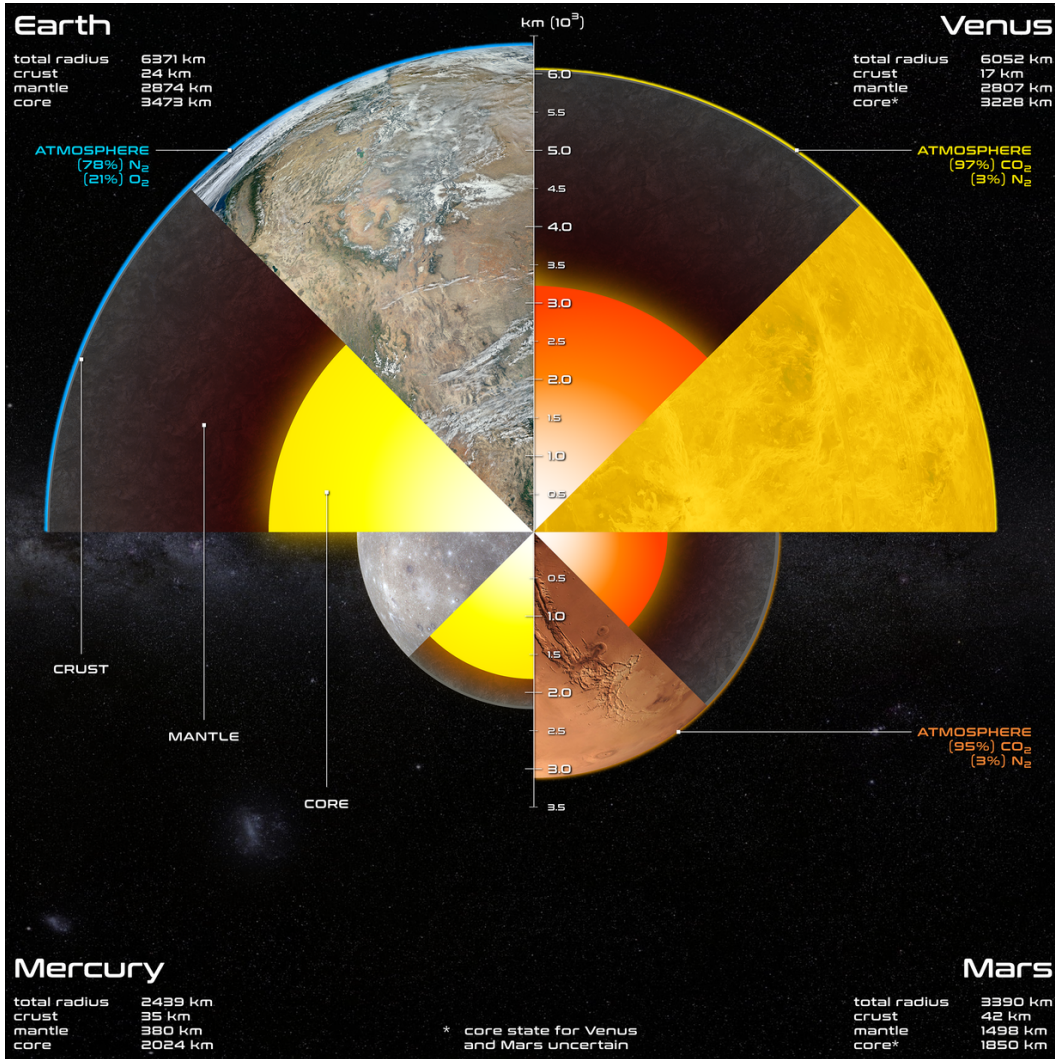 Earth
total radius 6371 km
crust 24 km
mantle 2874 km
core 3473 km
ATMOSPHERE
(78%) N₂
(21%) O₂
km (10³)
Venus
total radius 6052 km
crust 17 km
mantle 2807 km
core* 3228 km
ATMOSPHERE
(97%) CO₂
(3%) N₂
6.0
5.5
5.0
4.5
4.0
3.5
3.0
2.5
2.0
1.5
1.0
0.5
0.5
1.0
1.5
2.0
2.5
3.0
3.5
CRUST
MANTLE
CORE
ATMOSPHERE
(95%) CO₂
(3%) N₂
Mercury
total radius 2439 km
crust 35 km
mantle 380 km
core 2024 km
* core state for Venus
and Mars uncertain
Mars
total radius 3390 km
crust 42 km
mantle 1498 km
core* 1850 km